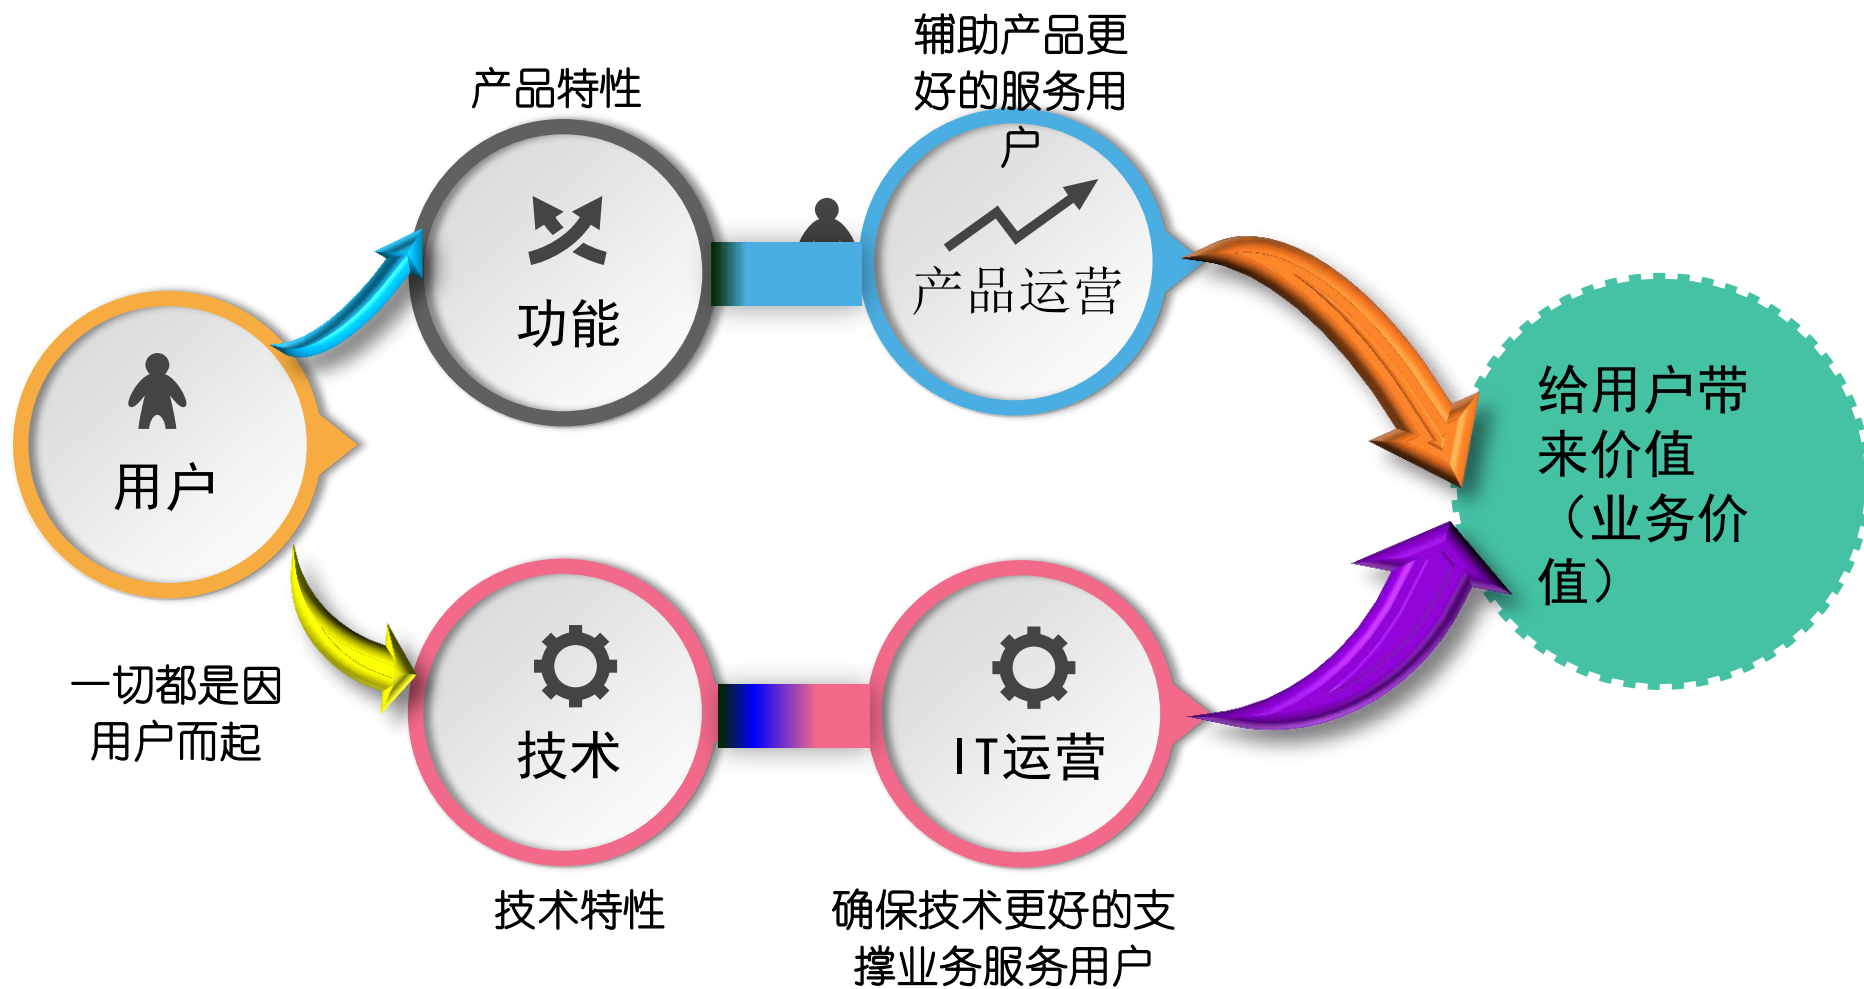 辅助产品更
好的服务用
户
产品特性
功能
产品运营
用户
给用户带
来价值
（业务价
值）
一切都是因
用户而起
技术
IT运营
技术特性
确保技术更好的支
撑业务服务用户